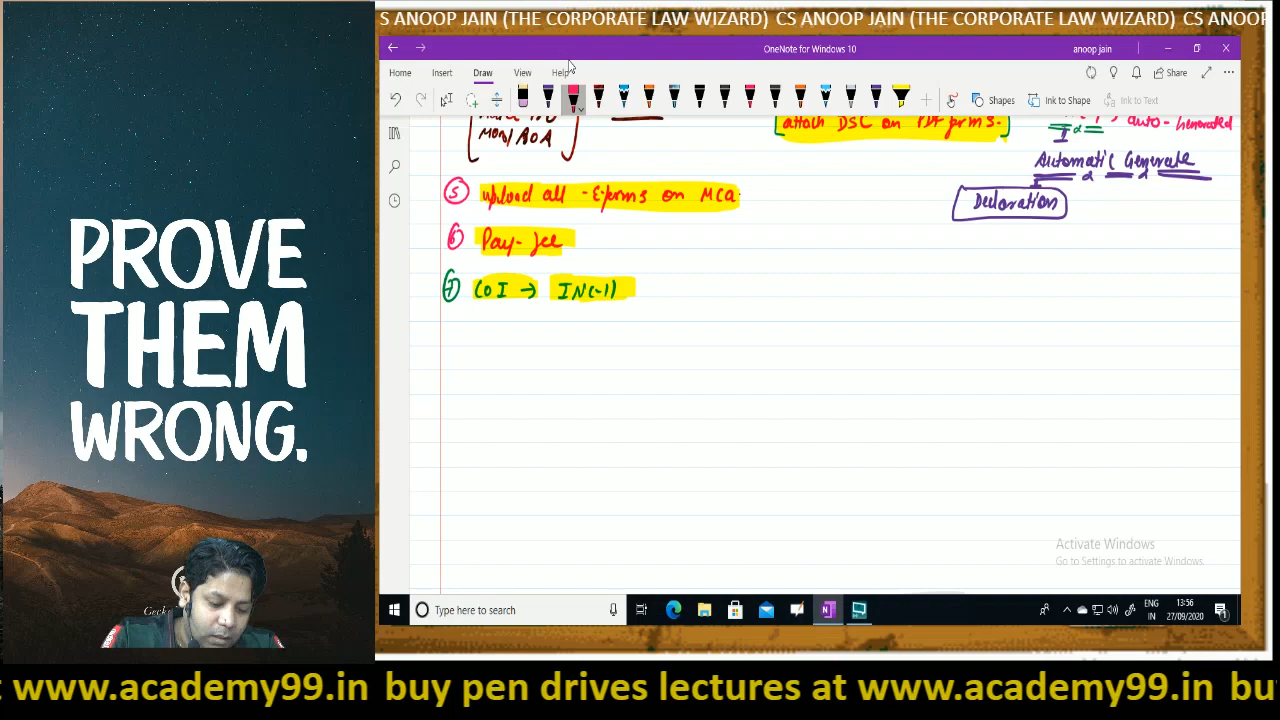 S ANOOP JAIN (THE CORPORATE LAW WIZARD) CS ANOOP JAIN (THE CORPORATE LAW WIZARD) CS ANOOP
OneNote for Windows 10
anoop jain
Home Insert Draw View Help
Share
Shapes
Ink to Shape
Ink to Text
MOA/AOA
attach DSC on PDF forms.
auto-Generated
Automatic Generate
Declaration
5 upload all -E-forms on MCA.
6 Pay-fee
7 COI → INC-11
PROVE
THEM
WRONG.
Activate Windows
Go to Settings to activate Windows.
Type here to search
ENG
IN
13:56
27/09/2020
t www.academy99.in buy pen drives lectures at www.academy99.in bu